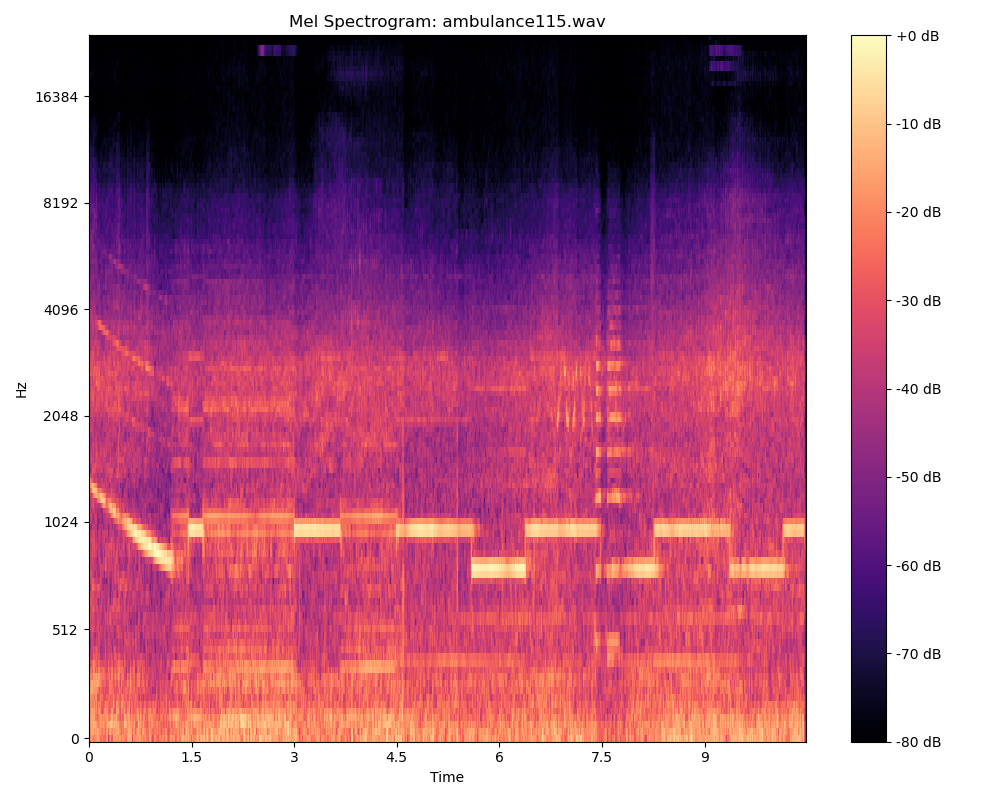 Mel Spectrogram: ambulance115.wav
+0 dB
16384
-10 dB
-20 dB
8192
-30 dB
4096
Hz
-40 dB
2048
-50 dB
1024
-60 dB
512
-70 dB
0
-80 dB
0 1.5 3 4.5 6 7.5 9
Time